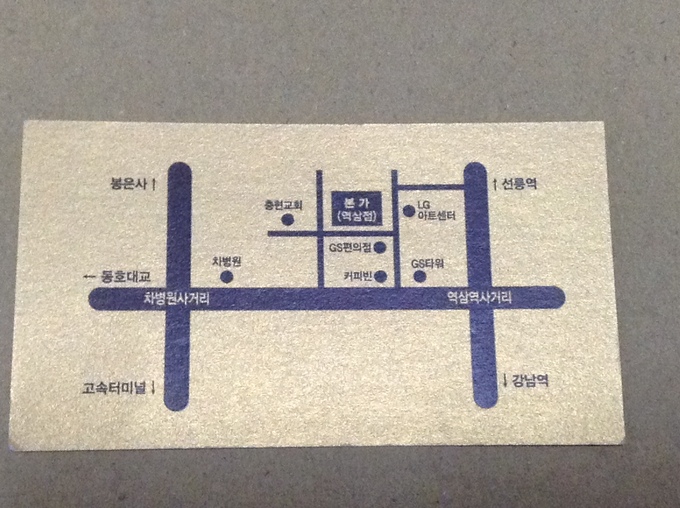 봉은사↑
↑선릉역
충현교회
본 가
(역삼점)
LG
아트센터
GS편의점
차병원
커피빈
GS타워
← 동호대교
차병원사거리
역삼역사거리
고속터미널↓
↓강남역